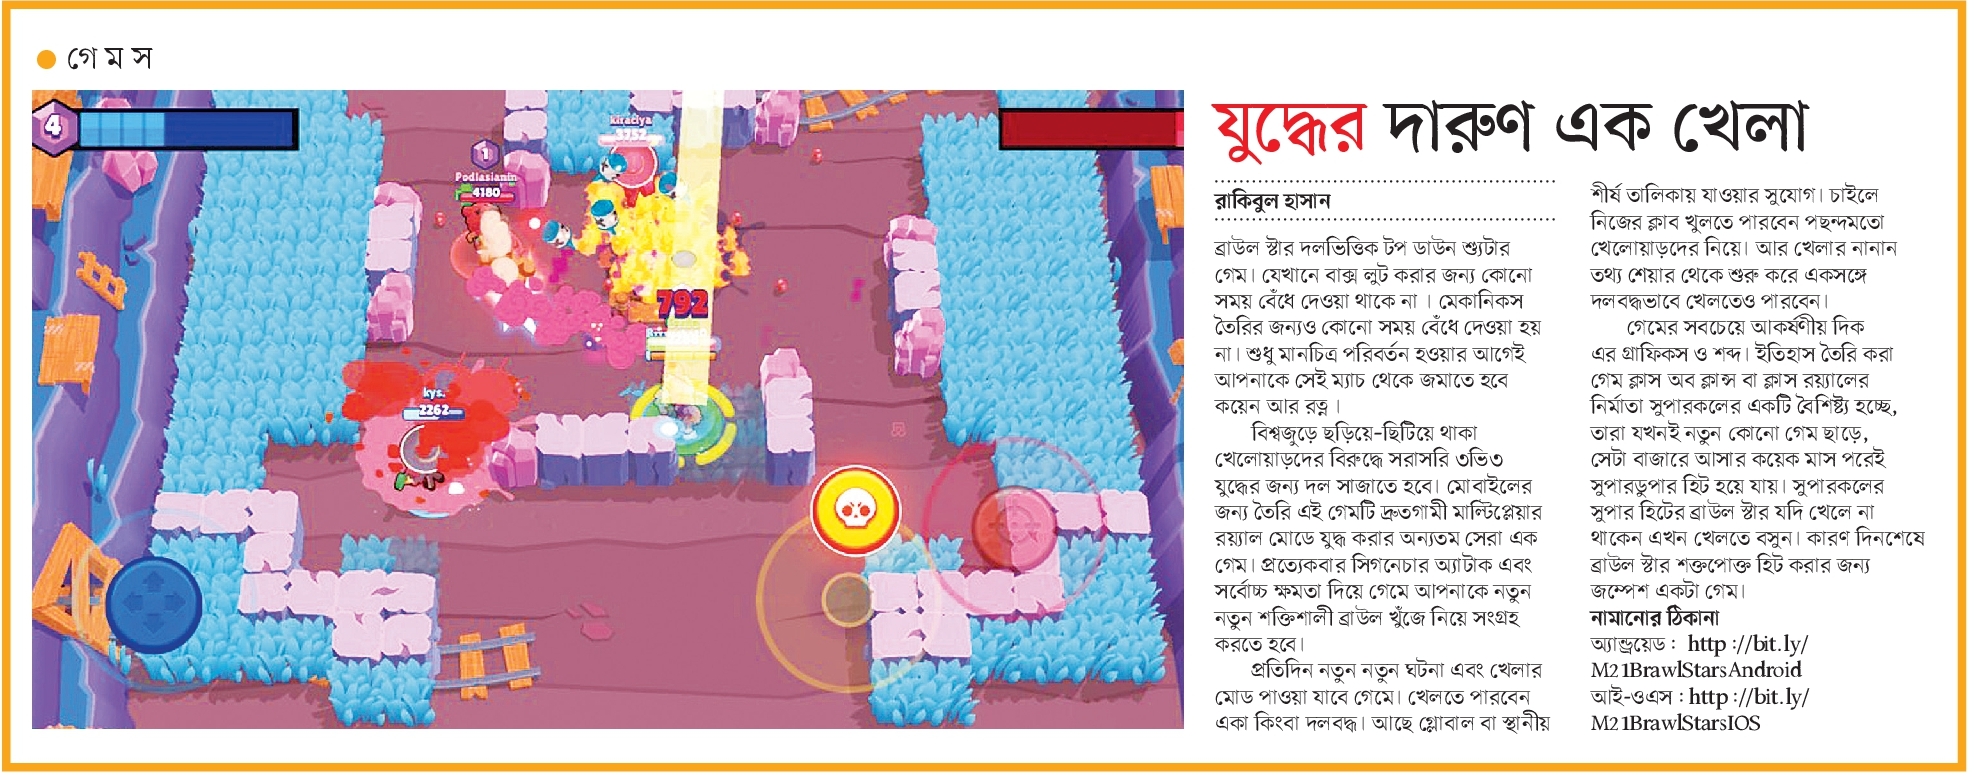 গেমস
4
kiraciya
3252
1
Podlasianin
4180
792
kys.
2262
যুদ্ধের দারুণ এক খেলা
রাকিবুল হাসান
ব্রাউল স্টার দলভিত্তিক টপ ডাউন শ্যুটার
গেম। যেখানে বাক্স লুট করার জন্য কোনো
সময় বেঁধে দেওয়া থাকে না । মেকানিকস
তৈরির জন্যও কোনো সময় বেঁধে দেওয়া হয়
না। শুধু মানচিত্র পরিবর্তন হওয়ার আগেই
আপনাকে সেই ম্যাচ থেকে জমাতে হবে
কয়েন আর রত্ন ।
বিশ্বজুড়ে ছড়িয়ে-ছিটিয়ে থাকা
খেলোয়াড়দের বিরুদ্ধে সরাসরি ৩ভি৩
যুদ্ধের জন্য দল সাজাতে হবে। মোবাইলের
জন্য তৈরি এই গেমটি দ্রুতগামী মাল্টিপ্লেয়ার
রয়্যাল মোডে যুদ্ধ করার অন্যতম সেরা এক
গেম। প্রত্যেকবার সিগনেচার অ্যাটাক এবং
সর্বোচ্চ ক্ষমতা দিয়ে গেমে আপনাকে নতুন
নতুন শক্তিশালী ব্রাউল খুঁজে নিয়ে সংগ্রহ
করতে হবে।
প্রতিদিন নতুন নতুন ঘটনা এবং খেলার
মোড পাওয়া যাবে গেমে। খেলতে পারবেন
একা কিংবা দলবদ্ধ। আছে গ্লোবাল বা স্থানীয়
শীর্ষ তালিকায় যাওয়ার সুযোগ। চাইলে
নিজের ক্লাব খুলতে পারবেন পছন্দমতো
খেলোয়াড়দের নিয়ে। আর খেলার নানান
তথ্য শেয়ার থেকে শুরু করে একসঙ্গে
দলবদ্ধভাবে খেলতেও পারবেন।
গেমের সবচেয়ে আকর্ষণীয় দিক
এর গ্রাফিকস ও শব্দ। ইতিহাস তৈরি করা
গেম ক্লাস অব ক্লান্স বা ক্লাস রয়্যালের
নির্মাতা সুপারকলের একটি বৈশিষ্ট্য হচ্ছে,
তারা যখনই নতুন কোনো গেম ছাড়ে,
সেটা বাজারে আসার কয়েক মাস পরেই
সুপারডুপার হিট হয়ে যায়। সুপারকলের
সুপার হিটের ব্রাউল স্টার যদি খেলে না
থাকেন এখন খেলতে বসুন। কারণ দিনশেষে
ব্রাউল স্টার শক্তপোক্ত হিট করার জন্য
জম্পেশ একটা গেম।
নামানোর ঠিকানা
অ্যান্ড্রয়েড : http ://bit.ly/
M21BrawlStarsAndroid
আই-ওএস : http ://bit.ly/
M21BrawlStarsIOS